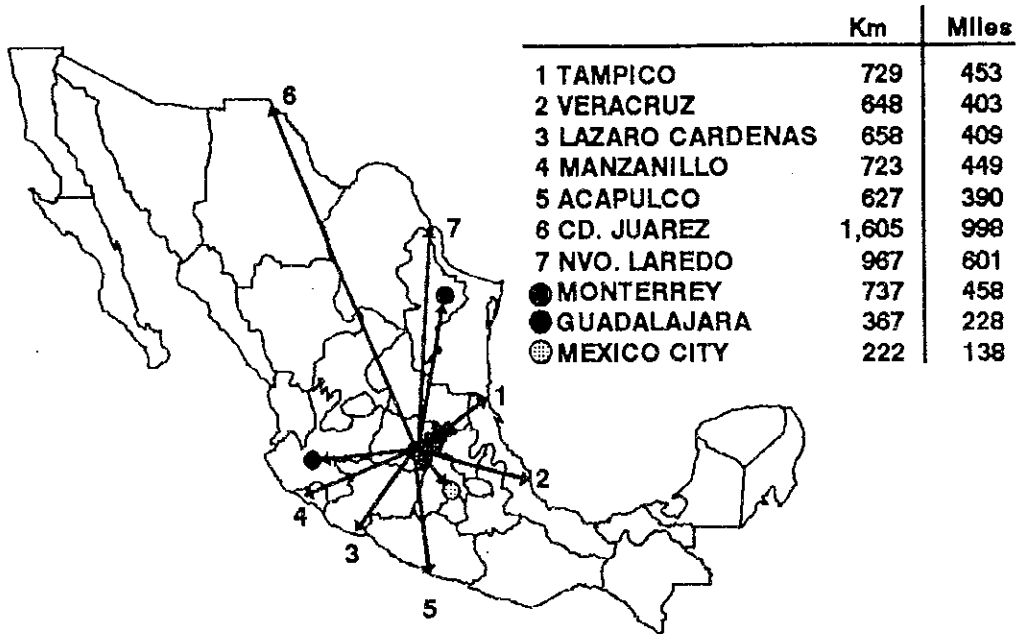 Km Miles
1 TAMPICO 729 453
2 VERACRUZ 648 403
3 LAZARO CARDENAS 658 409
4 MANZANILLO 723 449
5 ACAPULCO 627 390
6 CD. JUAREZ 1,605 998
7 NVO. LAREDO 967 601
MONTERREY 737 458
GUADALAJARA 367 228
MEXICO CITY 222 138
6
7
1
2
4
3
5